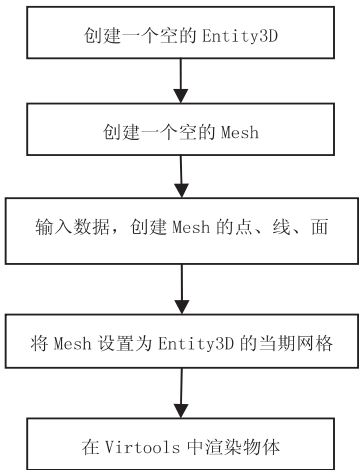 创建一个空的 Entity3D
创建一个空的 Mesh
输入数据，创建 Mesh 的点、线、面
将 Mesh 设置为 Entity3D 的当期网格
在 Virtools 中渲染物体